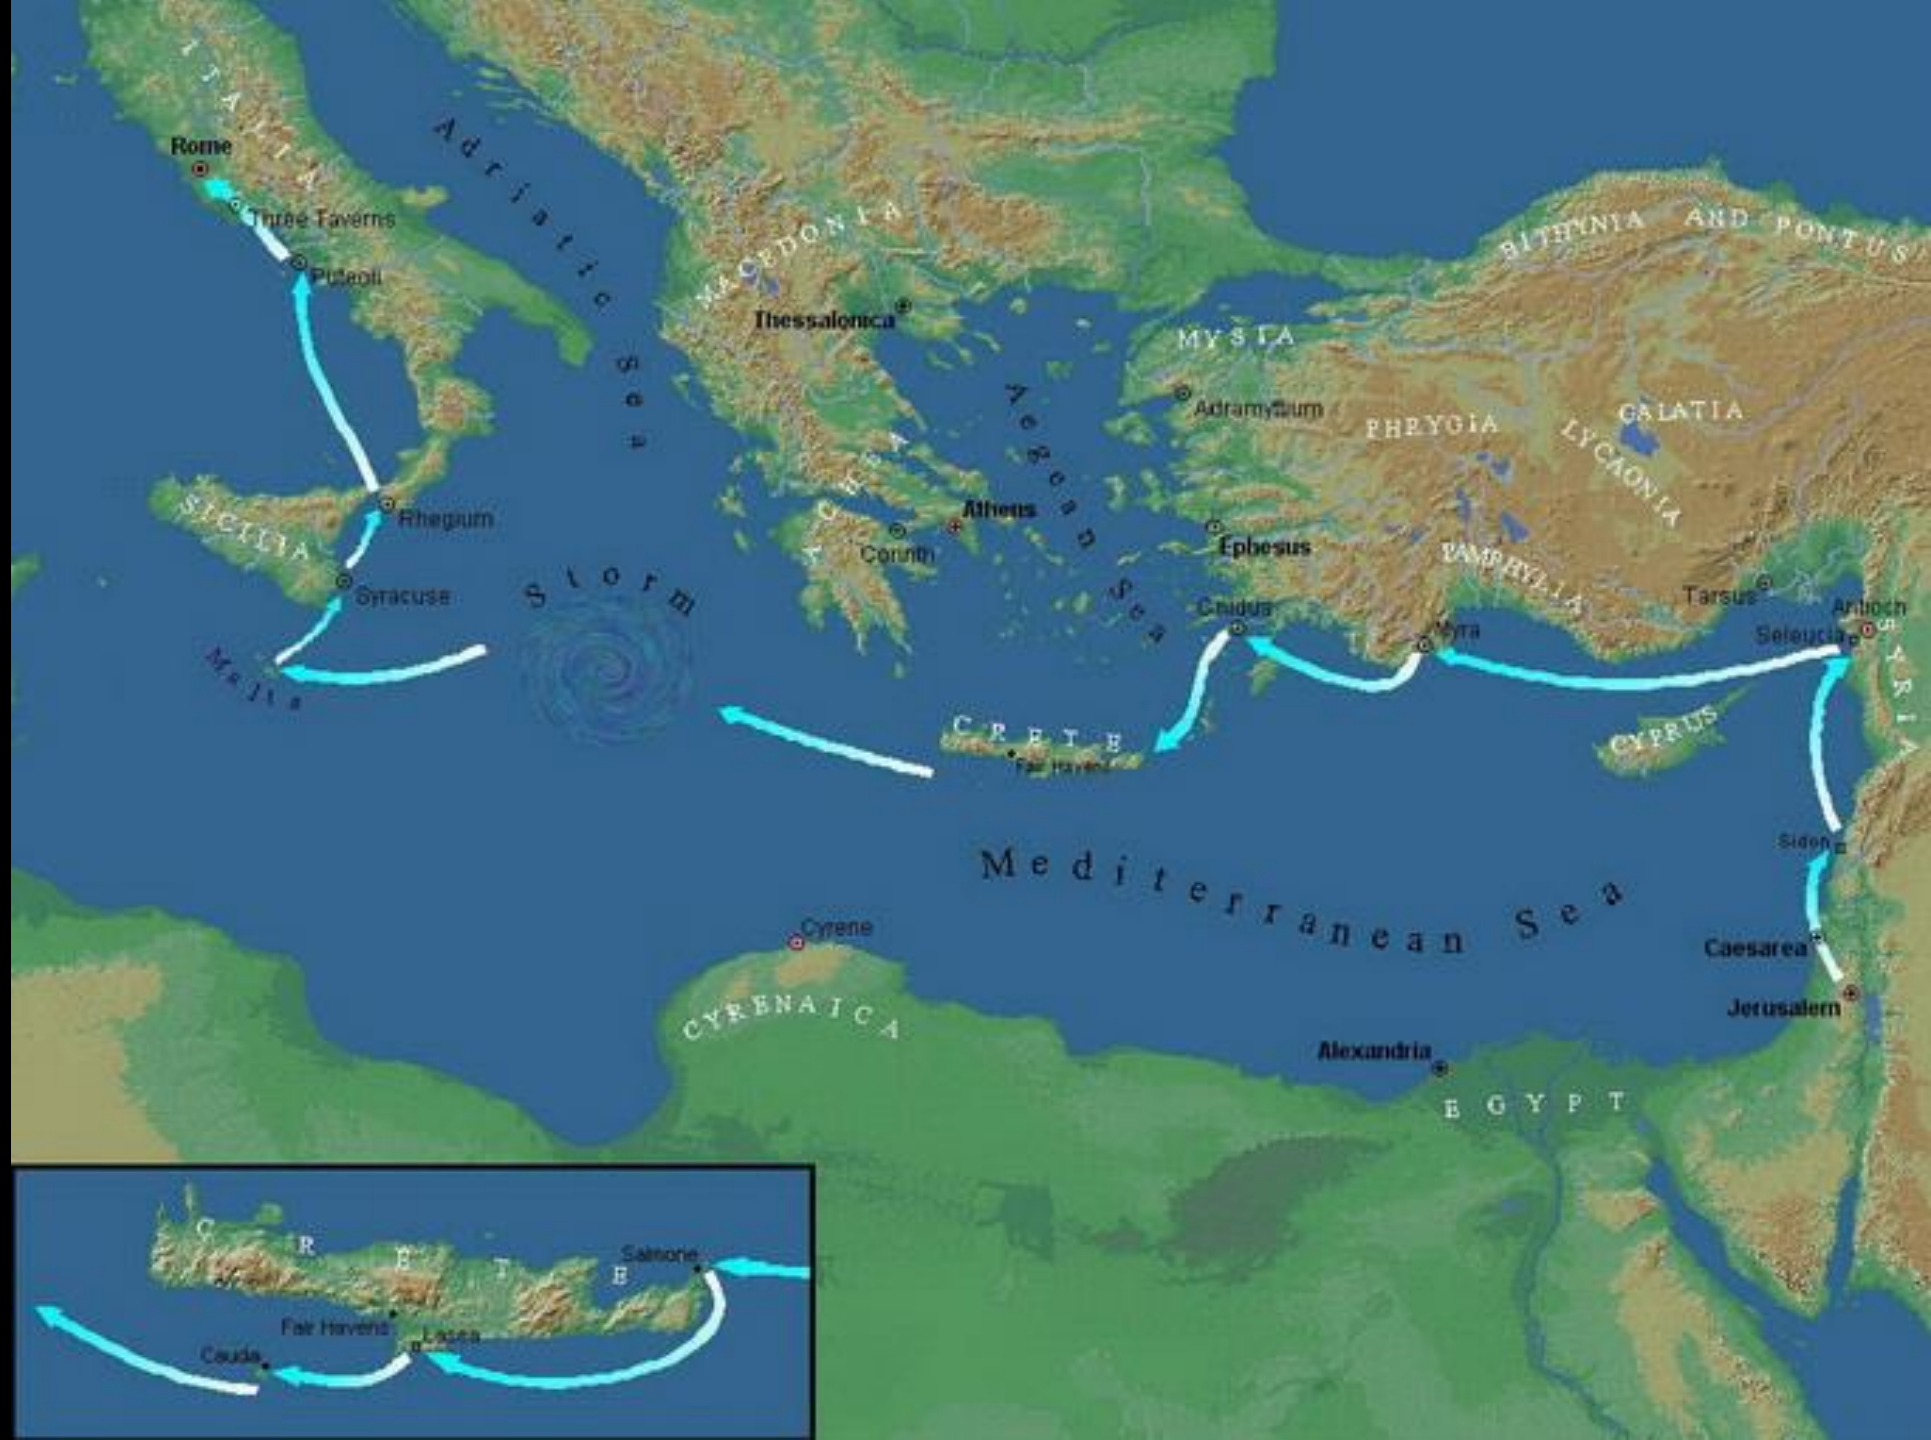 ITALIA
Rome
Three Taverns
Puteoli
Adriatic Sea
MACEDONIA
Thessalonica
BITHYNIA AND PONTUS
MYSIA
Adramyttium
Aegean Sea
PHRYGIA
GALATIA
LYCAONIA
SICILIA
Rhegium
Syracuse
Malta
Storm
ACHAIA
Athens
Corinth
Ephesus
PAMPHYLIA
Tarsus
Antioch
Seleucia
SYRIA
Cnidus
Myra
CRETE
Fair Havens
CYPRUS
Mediterranean Sea
Sidon
Caesarea
Jerusalem
Cyrene
CYRENAICA
Alexandria
EGYPT
CRETE
Salmone
Fair Havens
Lasea
Cauda